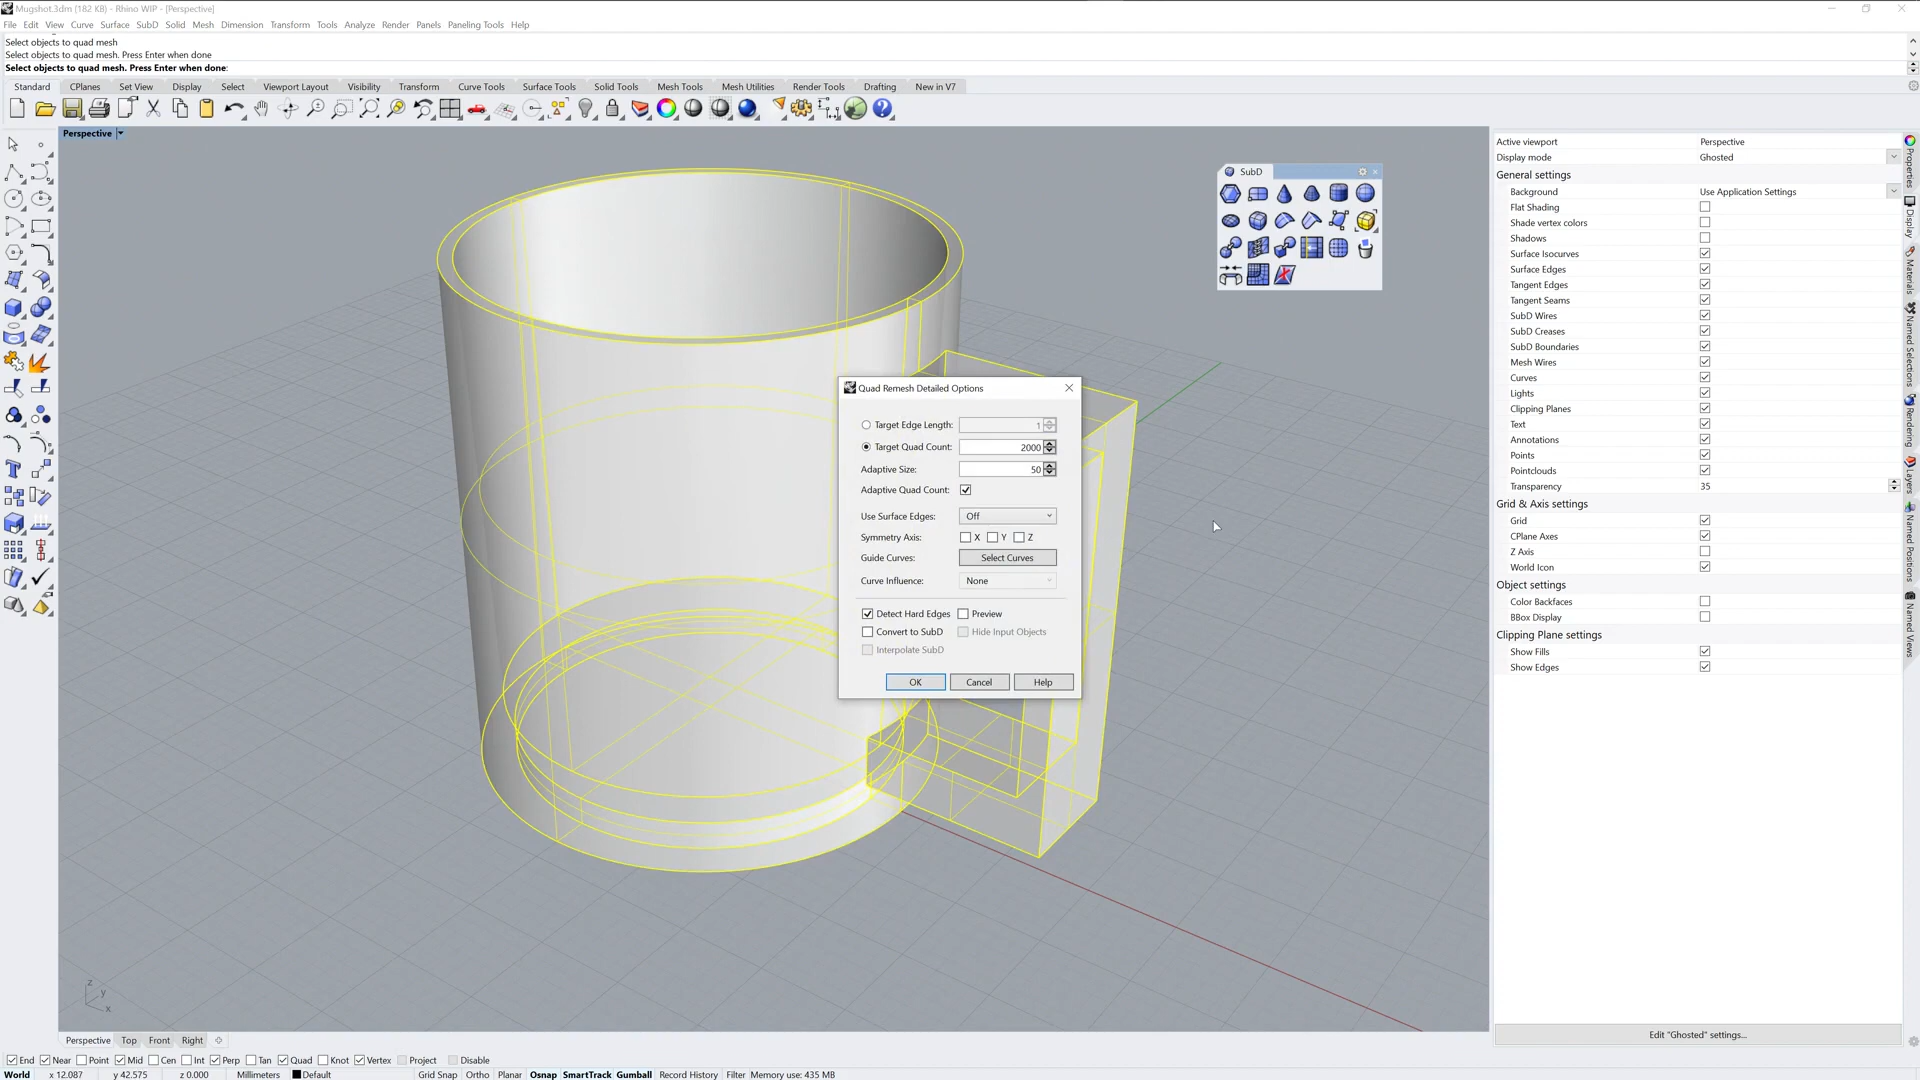 Mugshot.3dm (182 KB) - Rhino WIP - [Perspective]
File Edit View Curve Surface SubD Solid Mesh Dimension Transform Tools Analyze Render Panels Paneling Tools Help
Select objects to quad mesh
Select objects to quad mesh. Press Enter when done
Select objects to quad mesh. Press Enter when done:
Standard CPlanes Set View Display Select Viewport Layout Visibility Transform Curve Tools Surface Tools Solid Tools Mesh Tools Mesh Utilities Render Tools Drafting New in V7
Perspective
SubD
Quad Remesh Detailed Options
Target Edge Length: 1
Target Quad Count: 2000
Adaptive Size: 50
Adaptive Quad Count:
Use Surface Edges: Off
Symmetry Axis: X Y Z
Guide Curves: Select Curves
Curve Influence: None
Detect Hard Edges Preview
Convert to SubD Hide Input Objects
Interpolate SubD
OK Cancel Help
z
y
x
Active viewport Perspective
Display mode Ghosted
General settings
Background Use Application Settings
Flat Shading
Shade vertex colors
Shadows
Surface Isocurves
Surface Edges
Tangent Edges
Tangent Seams
SubD Wires
SubD Creases
SubD Boundaries
Mesh Wires
Curves
Lights
Clipping Planes
Text
Annotations
Points
Pointclouds
Transparency 35
Grid & Axis settings
Grid
CPlane Axes
Z Axis
World Icon
Object settings
Color Backfaces
BBox Display
Clipping Plane settings
Show Fills
Show Edges
Edit "Ghosted" settings...
Properties
Display
Materials
Named Selections
Rendering
Layers
Named Positions
Named Views
Perspective Top Front Right
End Near Point Mid Cen Int Perp Tan Quad Knot Vertex Project Disable
World x 12.087 y 42.575 z 0.000 Millimeters Default Grid Snap Ortho Planar Osnap SmartTrack Gumball Record History Filter Memory use: 435 MB